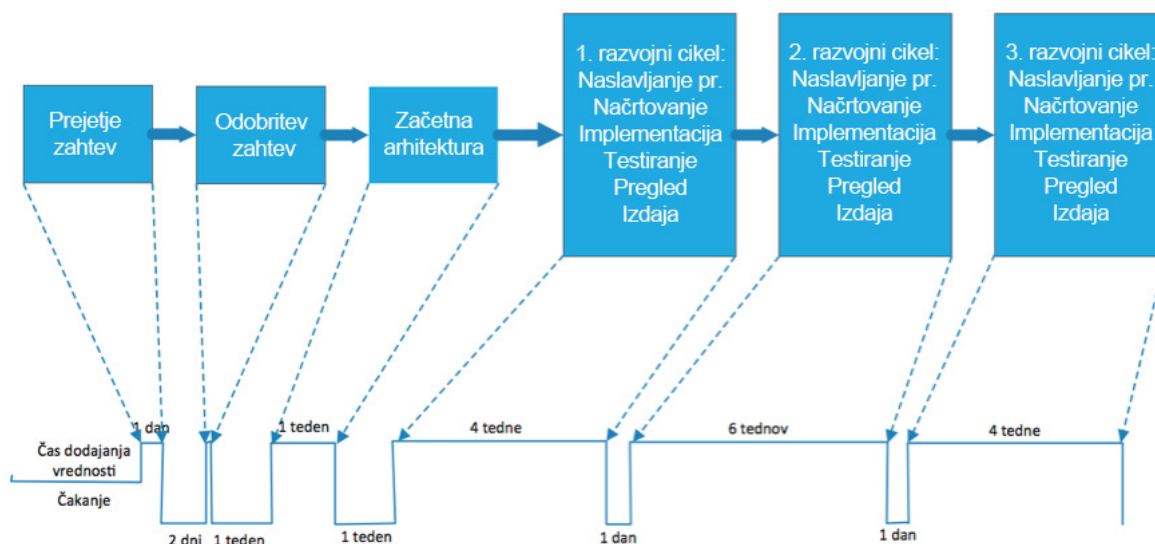 Prejetje
zahtev
Odobritev
zahtev
Začetna
arhitektura
1. razvojni cikel:
Naslavljanje pr.
Načrtovanje
Implementacija
Testiranje
Pregled
Izdaja
2. razvojni cikel:
Naslavljanje pr.
Načrtovanje
Implementacija
Testiranje
Pregled
Izdaja
3. razvojni cikel:
Naslavljanje pr.
Načrtovanje
Implementacija
Testiranje
Pregled
Izdaja
1 dan
1 teden
4 tedne
6 tednov
4 tedne
Čas dodajanja
vrednosti
Čakanje
2 dni
1 teden
1 teden
1 dan
1 dan